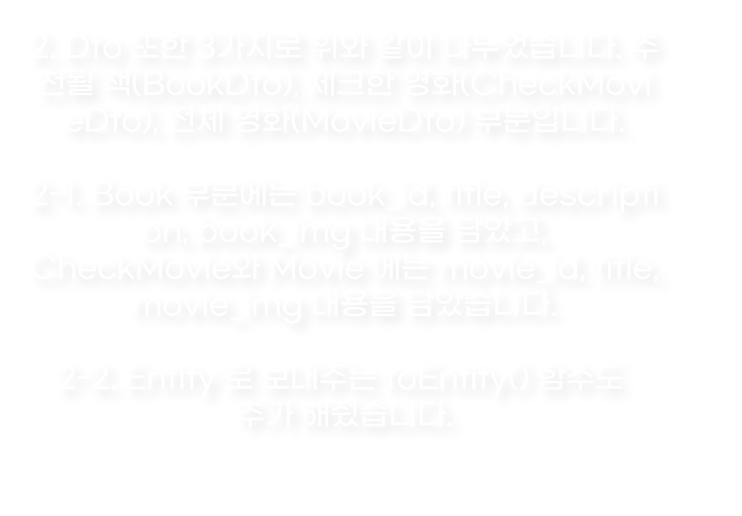 2. Dto 또한 3가지로 위와 같이 나누었습니다. 추
천할 책(BookDto), 체크한 영화(CheckMovi
eDto), 전체 영화(MovieDto) 부분입니다.
2-1. Book 부분에는 book_id, title, descripti
on, book_img 내용을 담았고,
CheckMovie와 Movie 에는 movie_id, title,
movie_img 내용을 담았습니다.
2-2. Entity 로 보내주는 toEntity() 함수도
추가 해줬습니다.